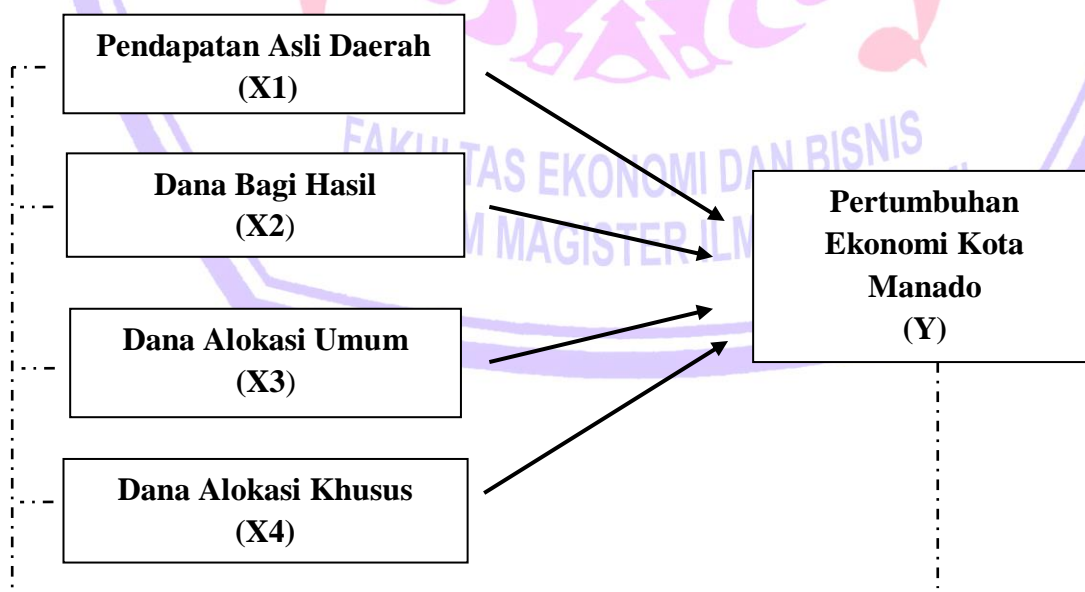 Pendapatan Asli Daerah
(X1)
Dana Bagi Hasil
(X2)
Dana Alokasi Umum
(X3)
Dana Alokasi Khusus
(X4)
Pertumbuhan
Ekonomi Kota
Manado
(Y)
FAKULTAS EKONOMI DAN BISNIS
MAGISTER